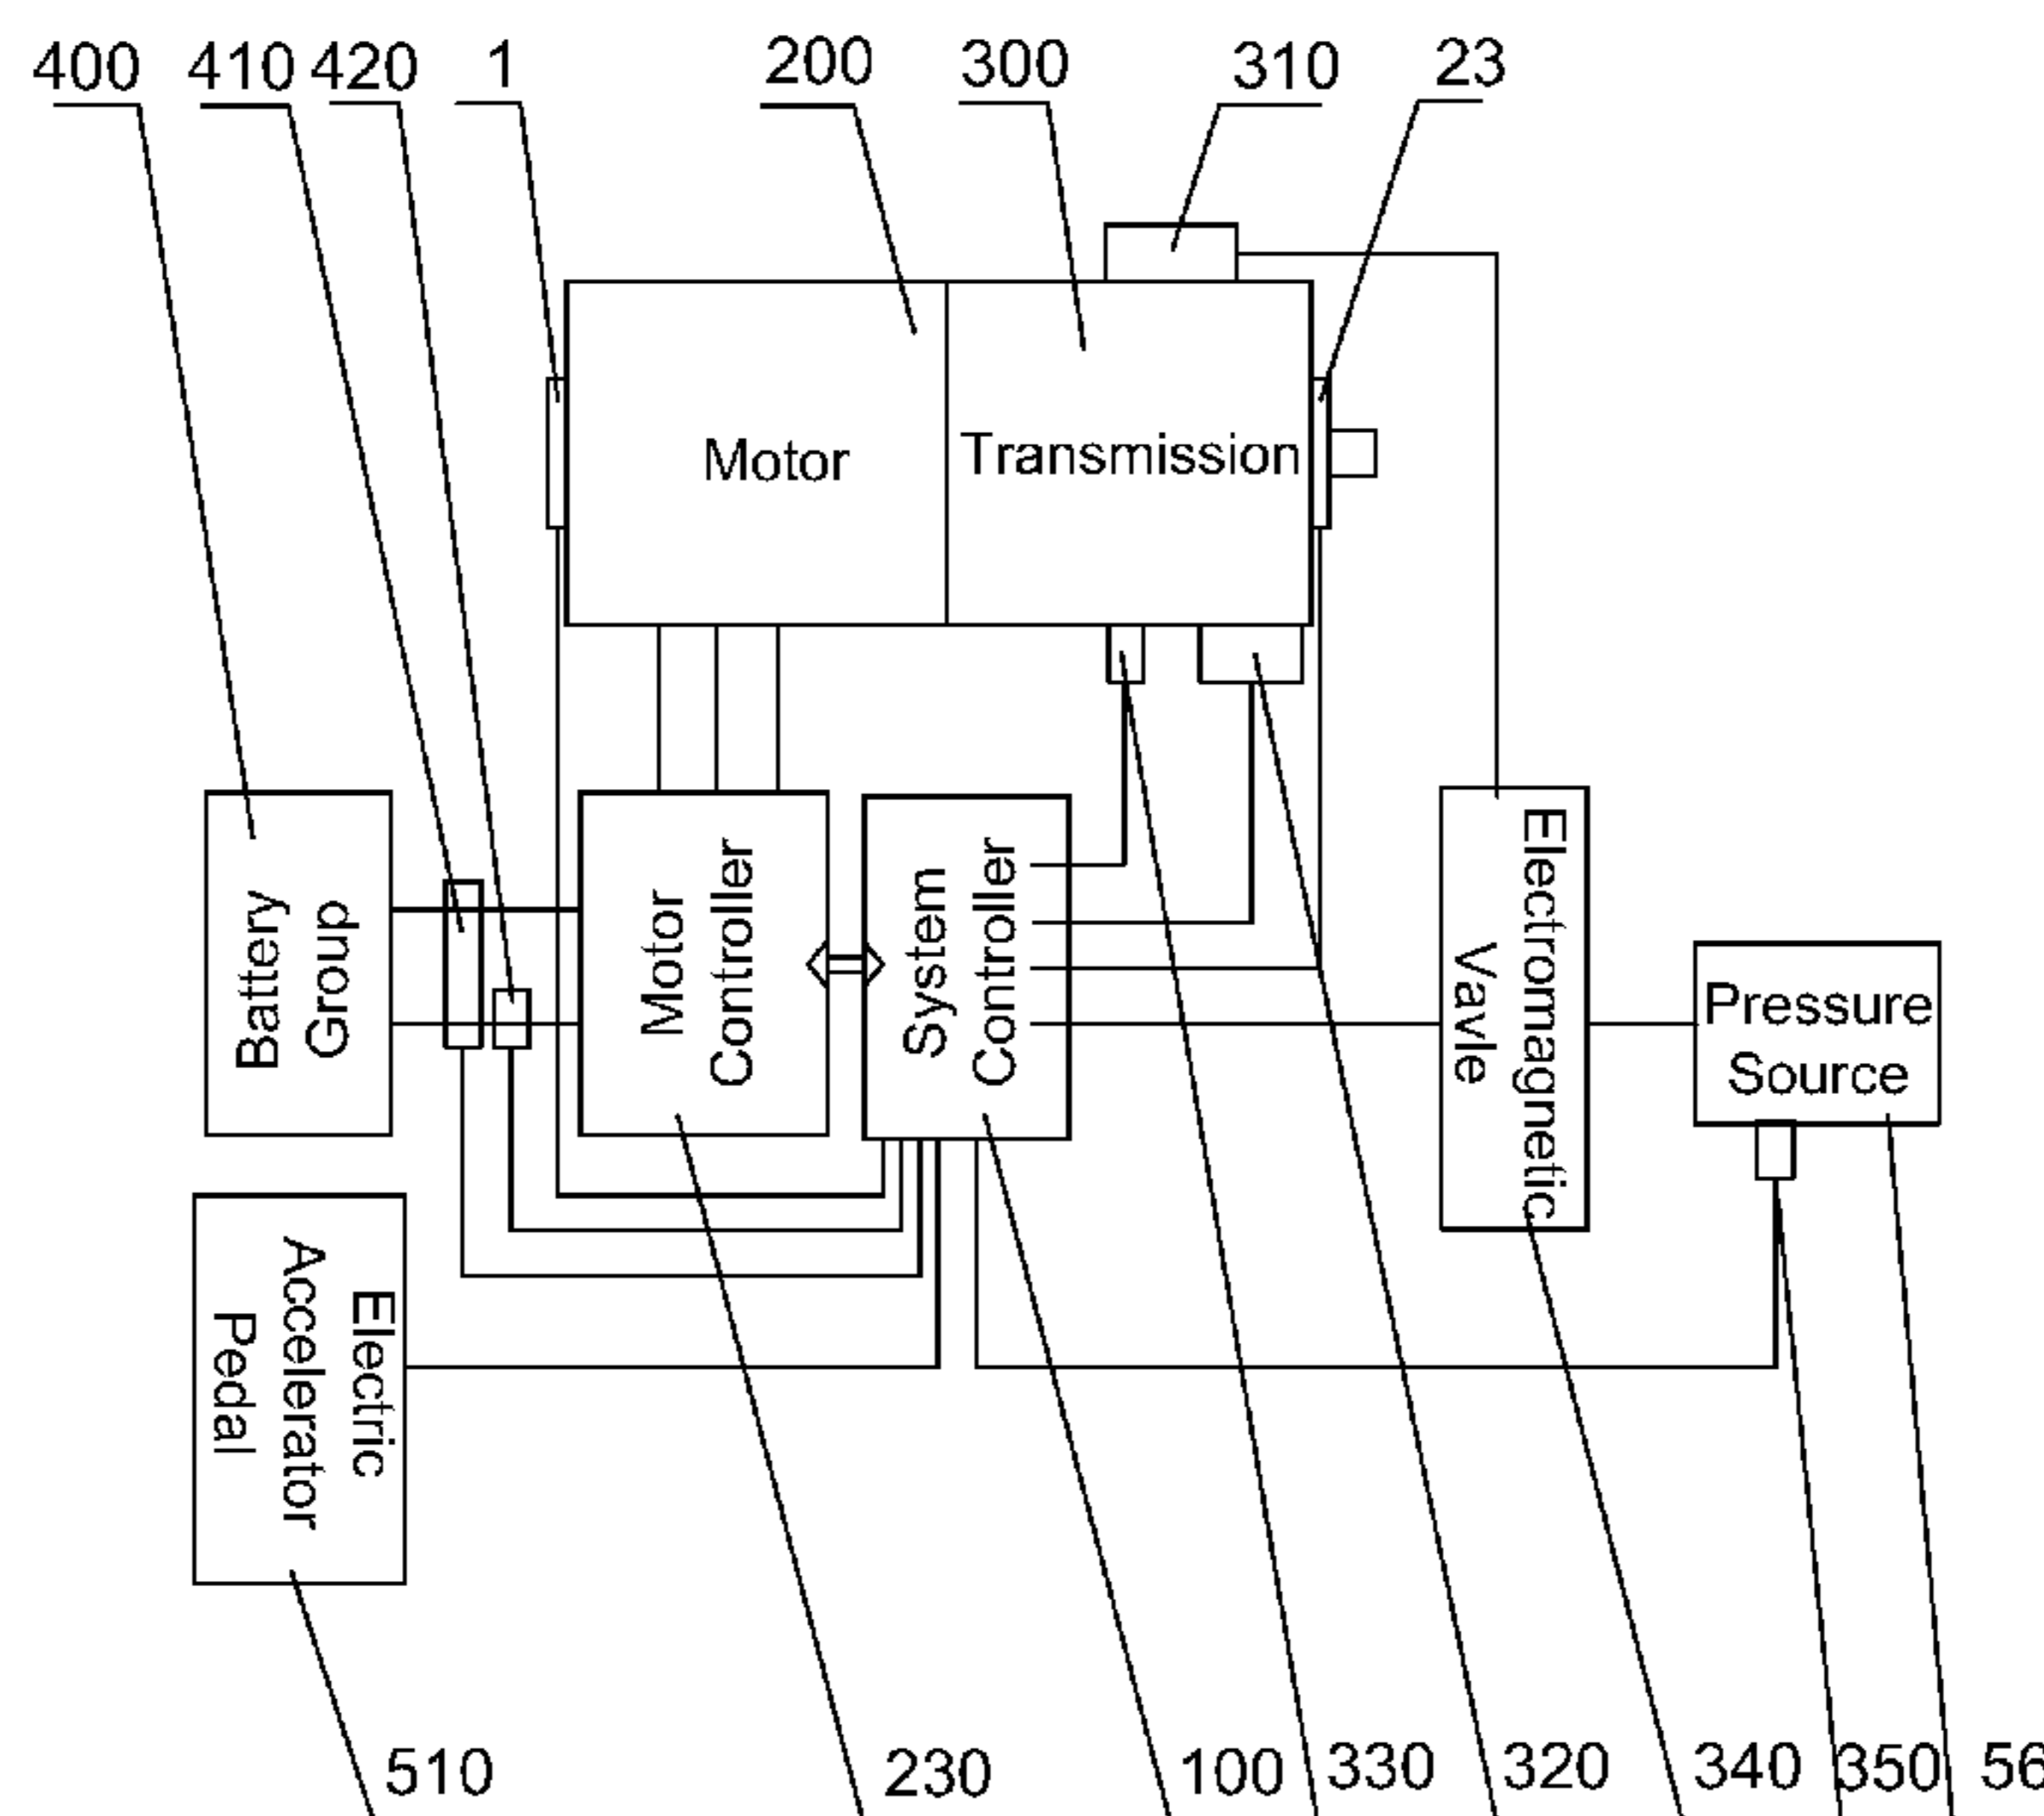 400 410 420 1 200 300 310 23
Motor
Transmission
Battery
Group
Motor
Controller
System
Controller
Electromagnetic
Vavle
Pressure
Source
Electric
Accelerator
Pedal
510 230 100 330 320 340 350 56